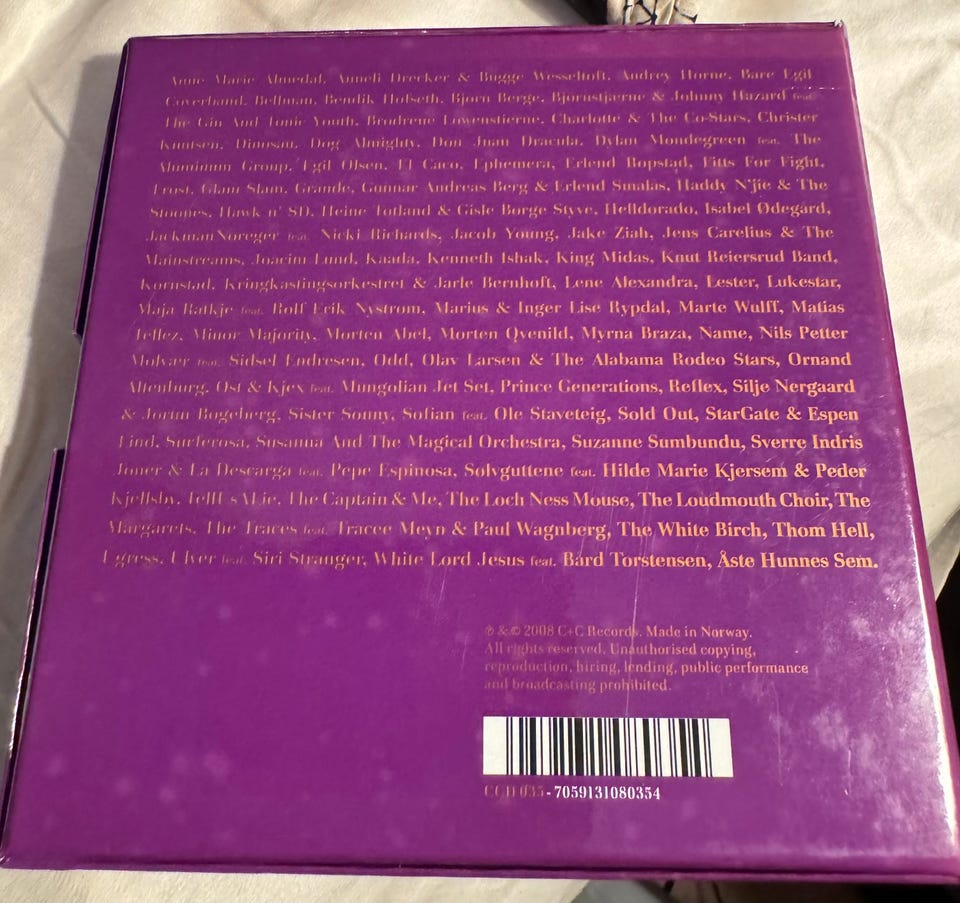 Anne Marie Almedal, Anneli Drecker & Bugge Wesseltoft, Audrey Horne, Bare Egil
Coverband, Bellman, Bendik Hofseth, Bjørn Berge, Bjørnstjærne & Johnny Hazard feat.
The Gin And Tonic Youth, Brødrene Løwenstierne, Charlotte & The Co-Stars, Christer
Knutsen, Dinosau, Dog Almighty, Don Juan Dracula, Dylan Mondegreen feat. The
Aluminium Group, Egil Olsen, El Caco, Ephemera, Erlend Ropstad, Fitts For Fight,
Frost, Glam Slam, Grande, Gunnar Andreas Berg & Erlend Smalås, Haddy N'jie & The
Stoones, Hawk n' SD, Heine Totland & Gisle Børge Styve, Helldorado, Isabel Ødegård,
JackmanNoreger feat. Nicki Richards, Jacob Young, Jake Ziah, Jens Carelius & The
Mainstreams, Joacim Lund, Kaada, Kenneth Ishak, King Midas, Knut Reiersrud Band,
Kornstad, Kringkastingsorkestret & Jarle Bernhoft, Lene Alexandra, Lester, Lukestar,
Maja Ratkje feat. Rolf Erik Nystrøm, Marius & Inger Lise Rypdal, Marte Wulff, Matias
Tellez, Minor Majority, Morten Abel, Morten Qvenild, Myrna Braza, Name, Nils Petter
Molvær feat. Sidsel Endresen, Odd, Olav Larsen & The Alabama Rodeo Stars, Ornand
Altenburg, Ost & Kjex feat. Mungolian Jet Set, Prince Generations, Reflex, Silje Nergaard
& Jørun Bøgeberg, Sister Sonny, Sofian feat. Ole Staveteig, Sold Out, StarGate & Espen
Lind, Surferosa, Susanna And The Magical Orchestra, Suzanne Sumbundu, Sverre Indris
Joner & La Descarga feat. Pepe Espinosa, Sølvguttene feat. Hilde Marie Kjersem & Peder
Kjellsby, The Captain & Me, The Loch Ness Mouse, The Loudmouth Choir, The
Margarets, The Traces feat. Tracee Meyn & Paul Wagnberg, The White Birch, Thom Hell,
Ugress, Ulver feat. Siri Stranger, White Lord Jesus feat. Bård Torstensen, Åste Hunnes Sem.
℗ & © 2008 C+C Records. Made in Norway.
All rights reserved. Unauthorised copying,
reproduction, hiring, lending, public performance
and broadcasting prohibited.
CCD 035 - 7059131080354